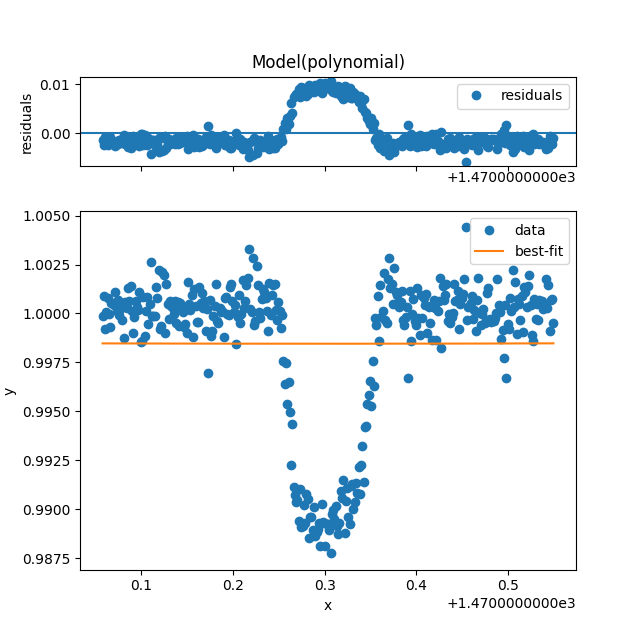 Model(polynomial)
0.01
0.00
residuals
residuals
+1.4700000000e3
1.0050
1.0025
1.0000
0.9975
0.9950
0.9925
0.9900
0.9875
y
data
best-fit
0.1 0.2 0.3 0.4 0.5
x
+1.4700000000e3